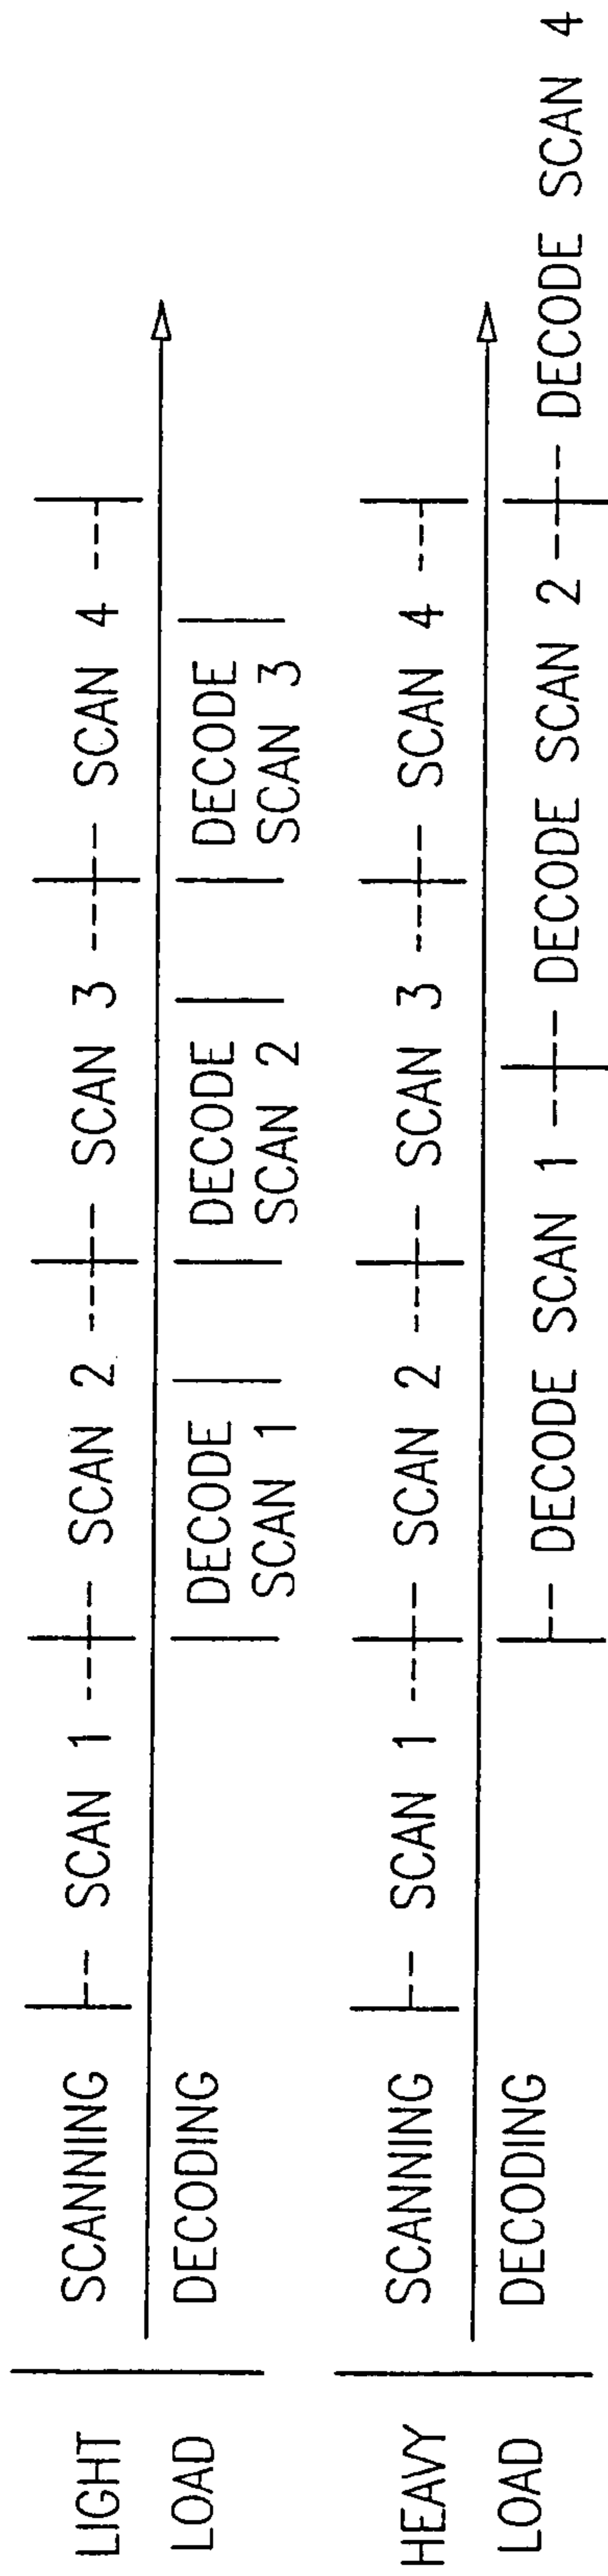 LIGHT
LOAD
SCANNING
SCAN 1
SCAN 2
SCAN 3
SCAN 4
DECODING
DECODE
SCAN 1
DECODE
SCAN 2
DECODE
SCAN 3
HEAVY
LOAD
SCANNING
SCAN 1
SCAN 2
SCAN 3
SCAN 4
DECODING
DECODE SCAN 1
DECODE SCAN 2
DECODE SCAN 4